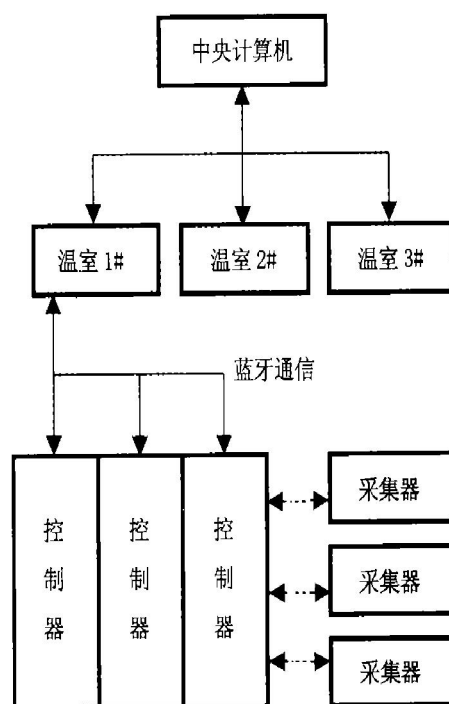 中央计算机
温室 1#
温室 2#
温室 3#
蓝牙通信
控制器
控制器
控制器
采集器
采集器
采集器